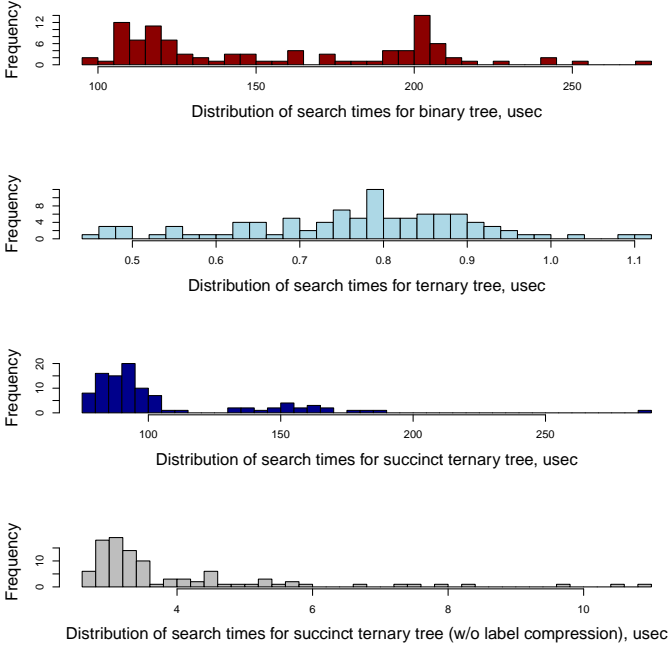 Frequency
0 6 12
100 150 200 250
Distribution of search times for binary tree, usec
Frequency
0 4 8
0.5 0.6 0.7 0.8 0.9 1.0 1.1
Distribution of search times for ternary tree, usec
Frequency
0 10 20
100 150 200 250
Distribution of search times for succinct ternary tree, usec
Frequency
0 10
4 6 8 10
Distribution of search times for succinct ternary tree (w/o label compression), usec